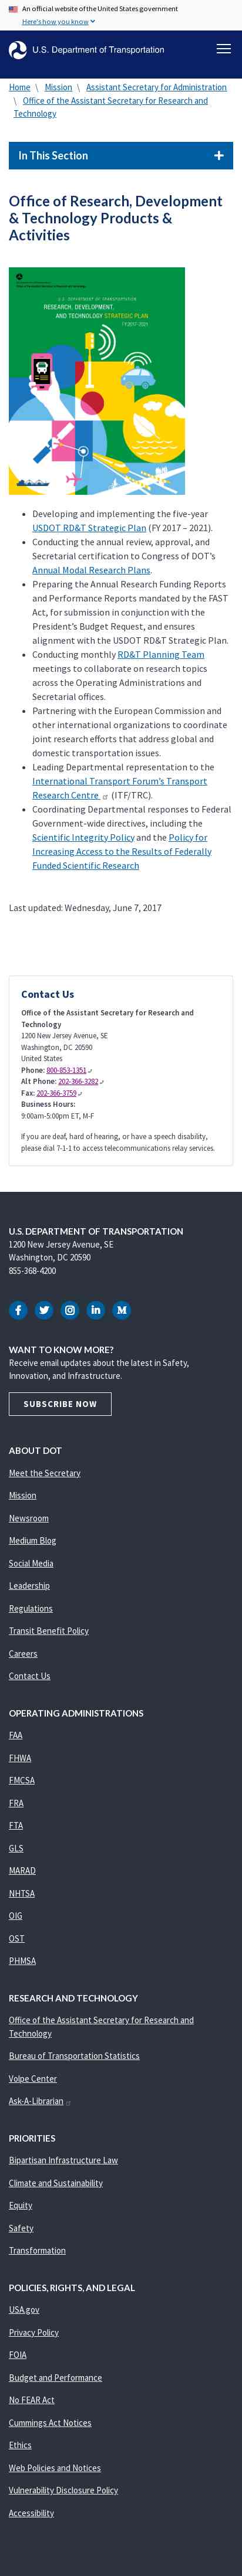 An official website of the United States government
Here's how you know
U.S. Department of Transportation
Home \ Mission \ Assistant Secretary for Administration
\ Office of the Assistant Secretary for Research and
Technology
In This Section
Office of Research, Development
& Technology Products &
Activities
U.S. DEPARTMENT OF TRANSPORTATION
RESEARCH, DEVELOPMENT,
AND TECHNOLOGY STRATEGIC PLAN
FY 2017-2021
Developing and implementing the five-year
USDOT RD&T Strategic Plan (FY 2017 – 2021).
Conducting the annual review, approval, and
Secretarial certification to Congress of DOT's
Annual Modal Research Plans.
Preparing the Annual Research Funding Reports
and Performance Reports mandated by the FAST
Act, for submission in conjunction with the
President's Budget Request, and ensures
alignment with the USDOT RD&T Strategic Plan.
Conducting monthly RD&T Planning Team
meetings to collaborate on research topics
across the Operating Administrations and
Secretarial offices.
Partnering with the European Commission and
other international organizations to coordinate
joint research efforts that address global and
domestic transportation issues.
Leading Departmental representation to the
International Transport Forum's Transport
Research Centre (ITF/TRC).
Coordinating Departmental responses to Federal
Government-wide directives, including the
Scientific Integrity Policy and the Policy for
Increasing Access to the Results of Federally
Funded Scientific Research
Last updated: Wednesday, June 7, 2017
Contact Us
Office of the Assistant Secretary for Research and
Technology
1200 New Jersey Avenue, SE
Washington, DC 20590
United States
Phone: 800-853-1351
Alt Phone: 202-366-3282
Fax: 202-366-3759
Business Hours:
9:00am-5:00pm ET, M-F
If you are deaf, hard of hearing, or have a speech disability,
please dial 7-1-1 to access telecommunications relay services.
U.S. DEPARTMENT OF TRANSPORTATION
1200 New Jersey Avenue, SE
Washington, DC 20590
855-368-4200
WANT TO KNOW MORE?
Receive email updates about the latest in Safety,
Innovation, and Infrastructure.
SUBSCRIBE NOW
ABOUT DOT
Meet the Secretary
Mission
Newsroom
Medium Blog
Social Media
Leadership
Regulations
Transit Benefit Policy
Careers
Contact Us
OPERATING ADMINISTRATIONS
FAA
FHWA
FMCSA
FRA
FTA
GLS
MARAD
NHTSA
OIG
OST
PHMSA
RESEARCH AND TECHNOLOGY
Office of the Assistant Secretary for Research and
Technology
Bureau of Transportation Statistics
Volpe Center
Ask-A-Librarian
PRIORITIES
Bipartisan Infrastructure Law
Climate and Sustainability
Equity
Safety
Transformation
POLICIES, RIGHTS, AND LEGAL
USA.gov
Privacy Policy
FOIA
Budget and Performance
No FEAR Act
Cummings Act Notices
Ethics
Web Policies and Notices
Vulnerability Disclosure Policy
Accessibility